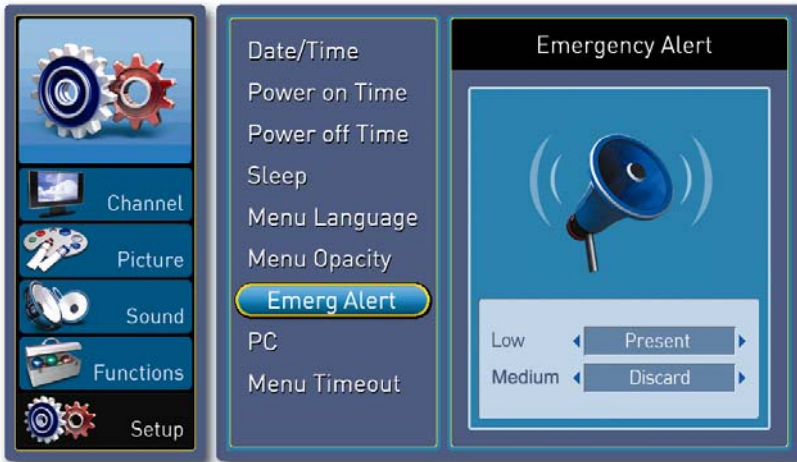 Channel
Picture
Sound
Functions
Setup
Date/Time
Power on Time
Power off Time
Sleep
Menu Language
Menu Opacity
Emerg Alert
PC
Menu Timeout
Emergency Alert
Low Present
Medium Discard